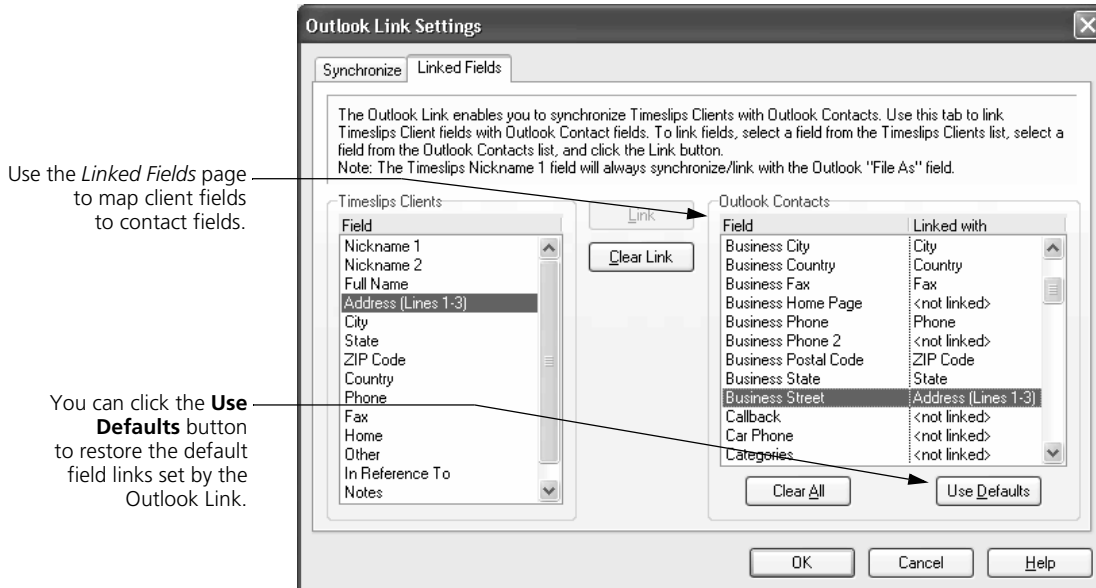 Outlook Link Settings
Synchronize
Linked Fields
The Outlook Link enables you to synchronize Timeslips Clients with Outlook Contacts. Use this tab to link
Timeslips Client fields with Outlook Contact fields. To link fields, select a field from the Timeslips Clients list, select a
field from the Outlook Contacts list, and click the Link button.
Note: The Timeslips Nickname 1 field will always synchronize/link with the Outlook "File As" field.
Use the Linked Fields page
to map client fields
to contact fields.
You can click the Use
Defaults button
to restore the default
field links set by the
Outlook Link.
Timeslips Clients
Field
Nickname 1
Nickname 2
Full Name
Address (Lines 1-3)
City
State
ZIP Code
Country
Phone
Fax
Home
Other
In Reference To
Notes
Link
Clear Link
Outlook Contacts
Field Linked with
Business City City
Business Country Country
Business Fax Fax
Business Home Page <not linked>
Business Phone Phone
Business Phone 2 <not linked>
Business Postal Code ZIP Code
Business State State
Business Street Address (Lines 1-3)
Callback <not linked>
Car Phone <not linked>
Categories <not linked>
Clear All
Use Defaults
OK
Cancel
Help